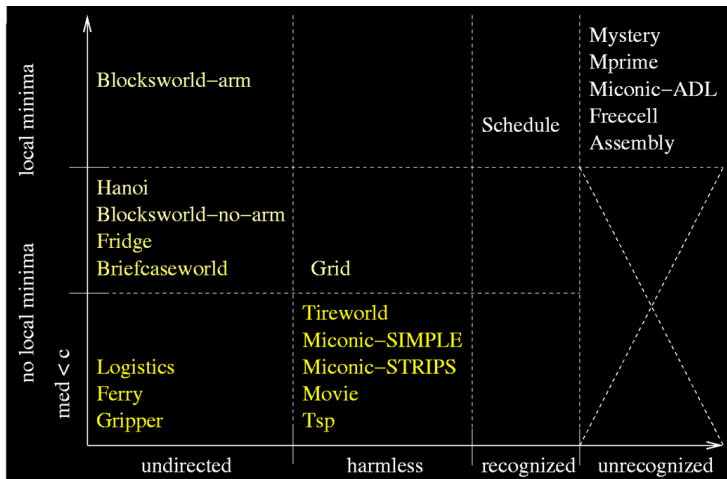 local minima
no local minima
med < c
Blocksworld-arm
Schedule
Mystery
Mprime
Miconic-ADL
Freecell
Assembly
Hanoi
Blocksworld-no-arm
Fridge
Briefcaseworld
Grid
Logistics
Ferry
Gripper
Tireworld
Miconic-SIMPLE
Miconic-STRIPS
Movie
Tsp
undirected
harmless
recognized
unrecognized